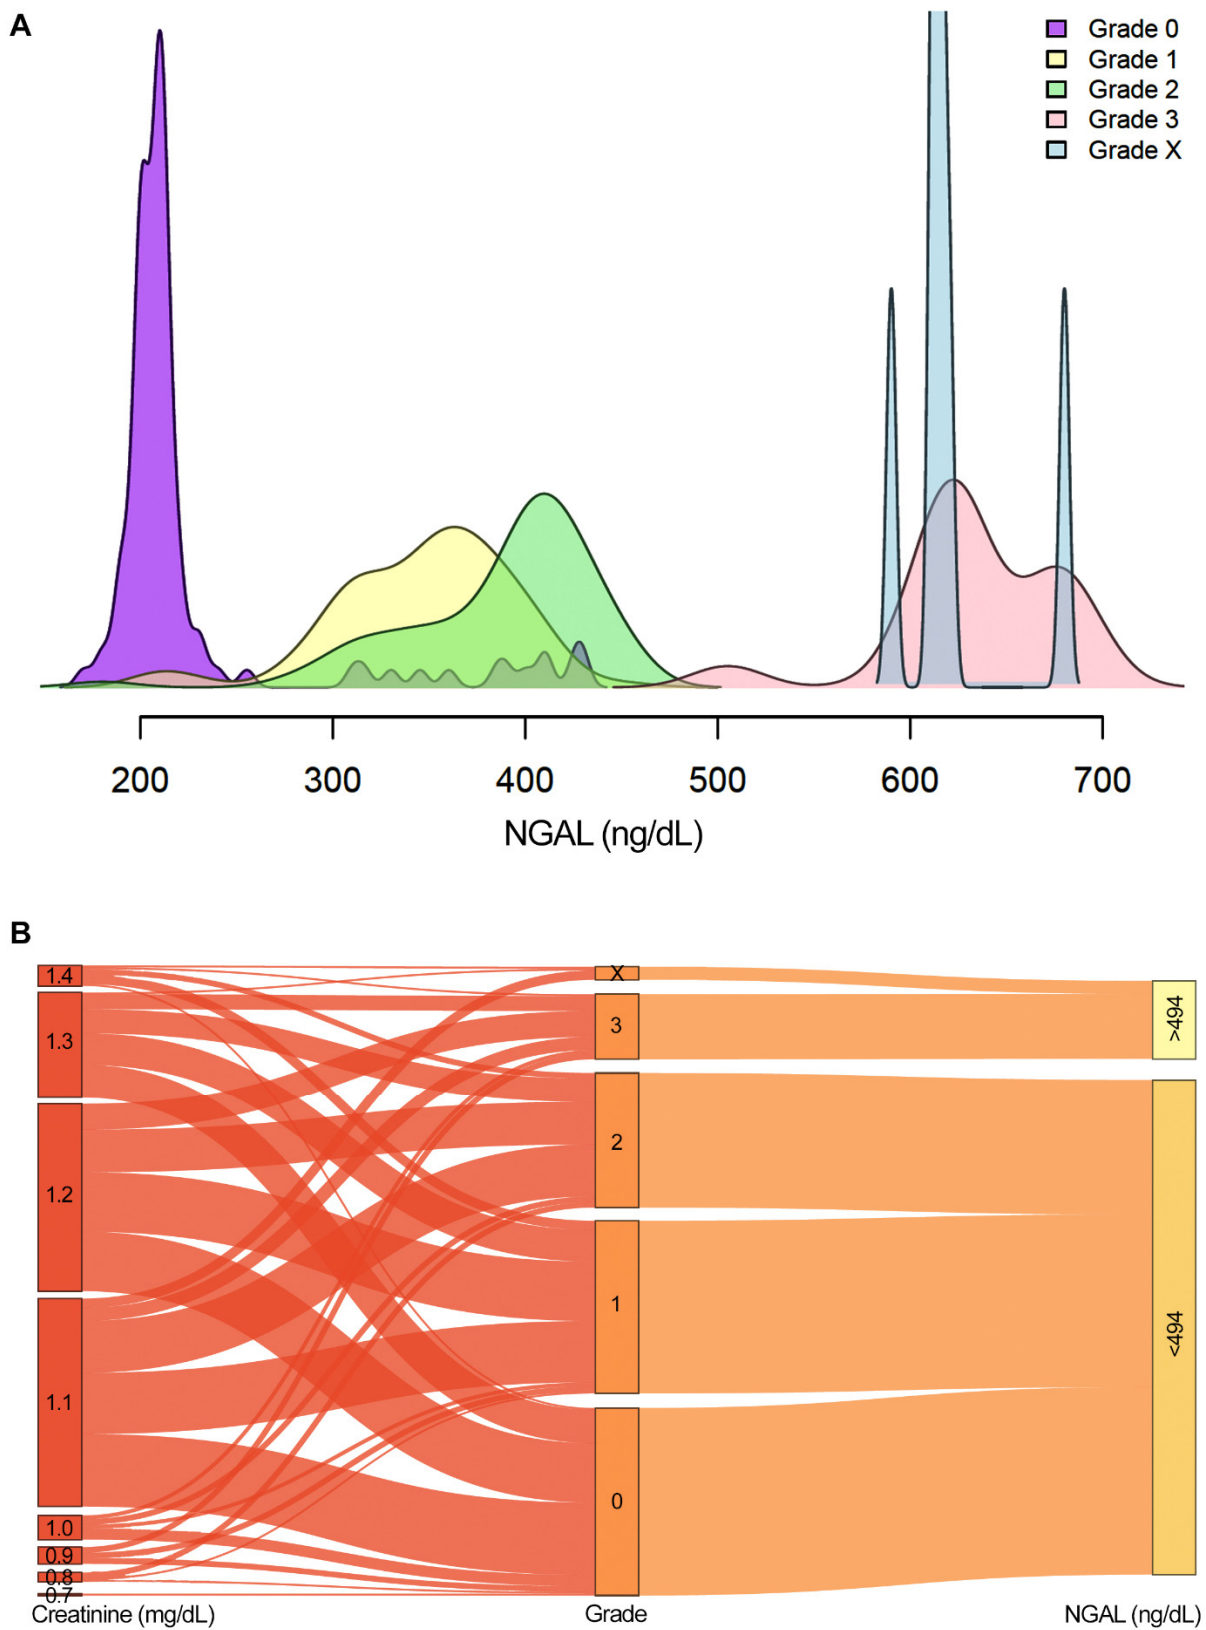 A
Grade 0
Grade 1
Grade 2
Grade 3
Grade X
200 300 400 500 600 700
NGAL (ng/dL)
B
1.4
1.3
1.2
1.1
1.0
0.9
0.8
0.7
X
3
2
1
0
>494
<494
Creatinine (mg/dL) Grade NGAL (ng/dL)